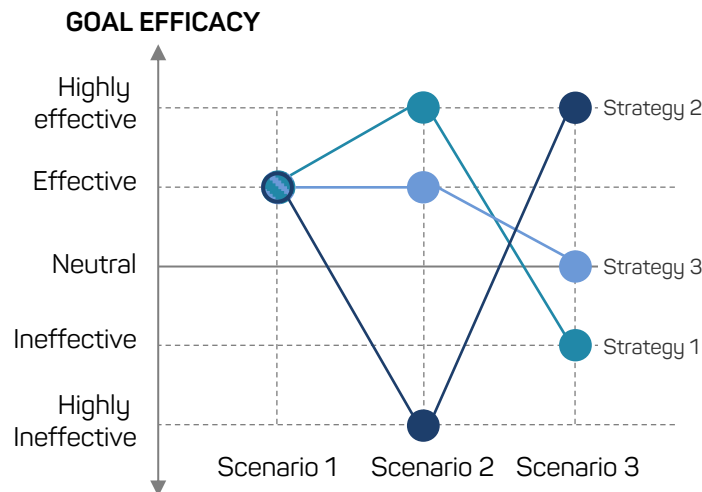 GOAL EFFICACY
Highly
effective
Strategy 2
Effective
Neutral
Strategy 3
Ineffective
Strategy 1
Highly
Ineffective
Scenario 1 Scenario 2 Scenario 3